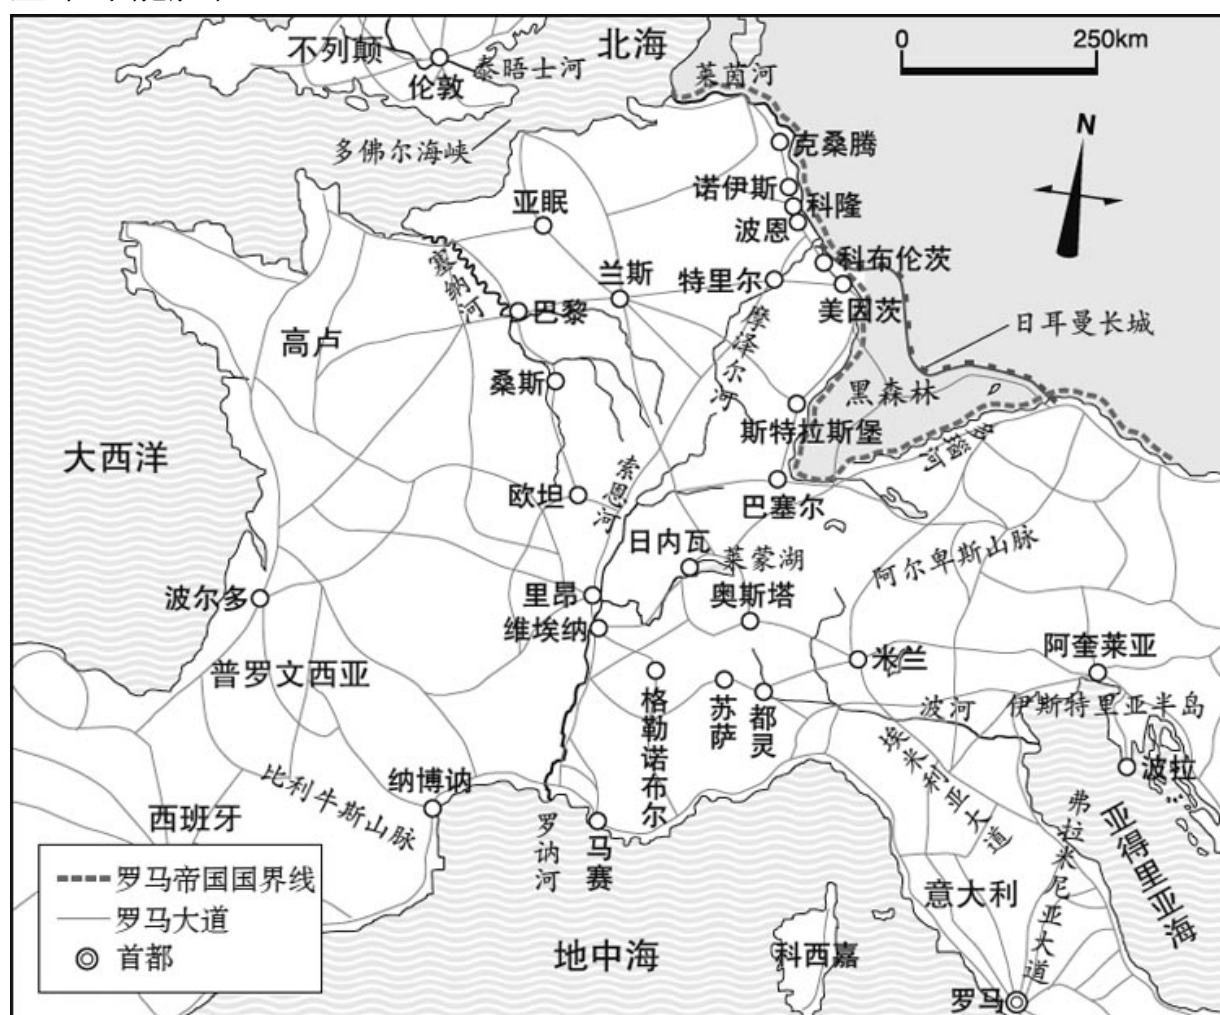 不列颠
北海
0
250km
莱茵河
泰晤士河
伦敦
N
克桑腾
多佛尔海峡
诺伊斯
科隆
亚眠
波恩
塞纳河
科布伦茨
兰斯
特里尔
美因茨
巴黎
摩泽尔河
日耳曼长城
高卢
桑斯
黑森林
斯特拉斯堡
大西洋
多瑙河
索恩河
欧坦
巴塞尔
日内瓦
莱蒙湖
阿尔卑斯山脉
里昂
奥斯塔
波尔多
维埃纳
米兰
阿奎莱亚
普罗文西亚
格勒诺布尔
苏萨
都灵
波河
伊斯特里亚半岛
埃米利亚大道
比利牛斯山脉
纳博讷
波拉
西班牙
罗讷河
马赛
弗拉米尼亚大道
亚得里亚海
罗马帝国国界线
意大利
罗马大道
首都
地中海
科西嘉
罗马